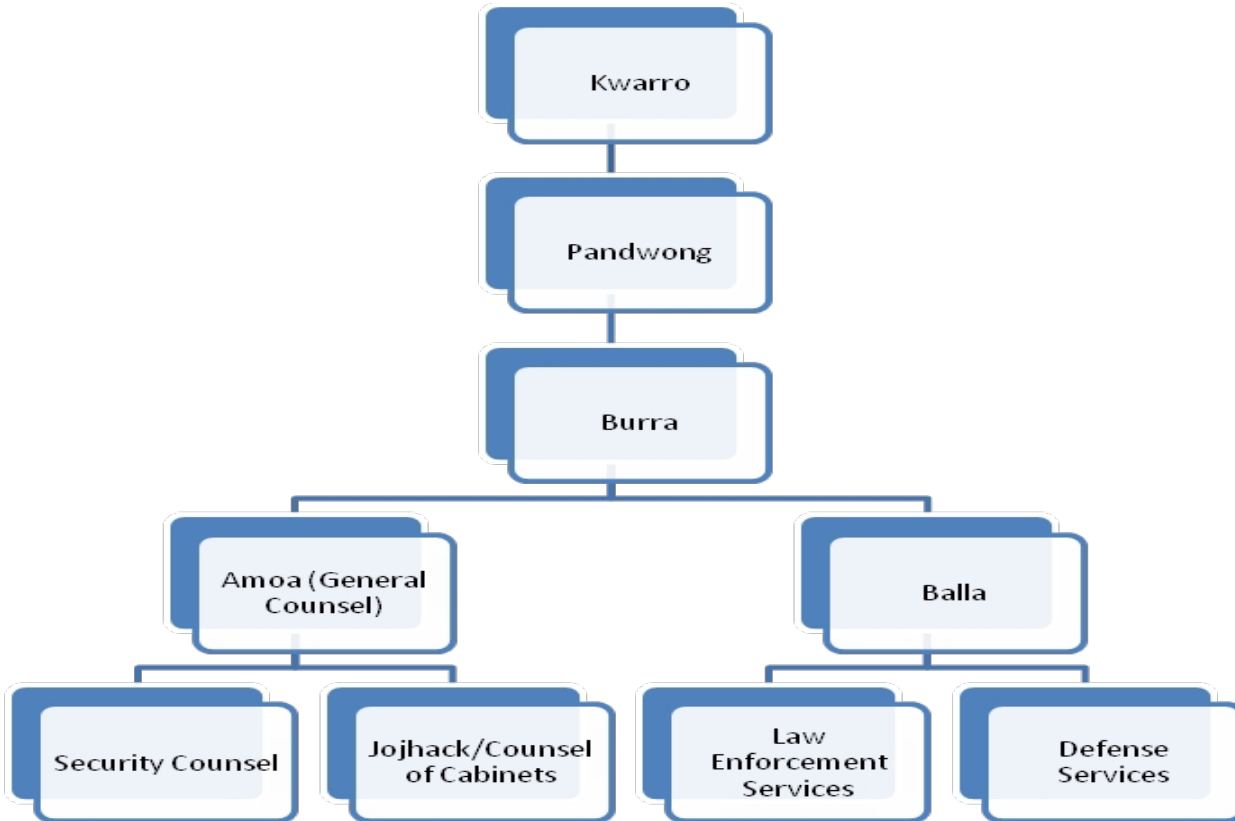 Kwarro
Pandwong
Burra
Amoa (General
Counsel)
Balla
Security Counsel
Jojhack/Counsel
of Cabinets
Law
Enforcement
Services
Defense
Services